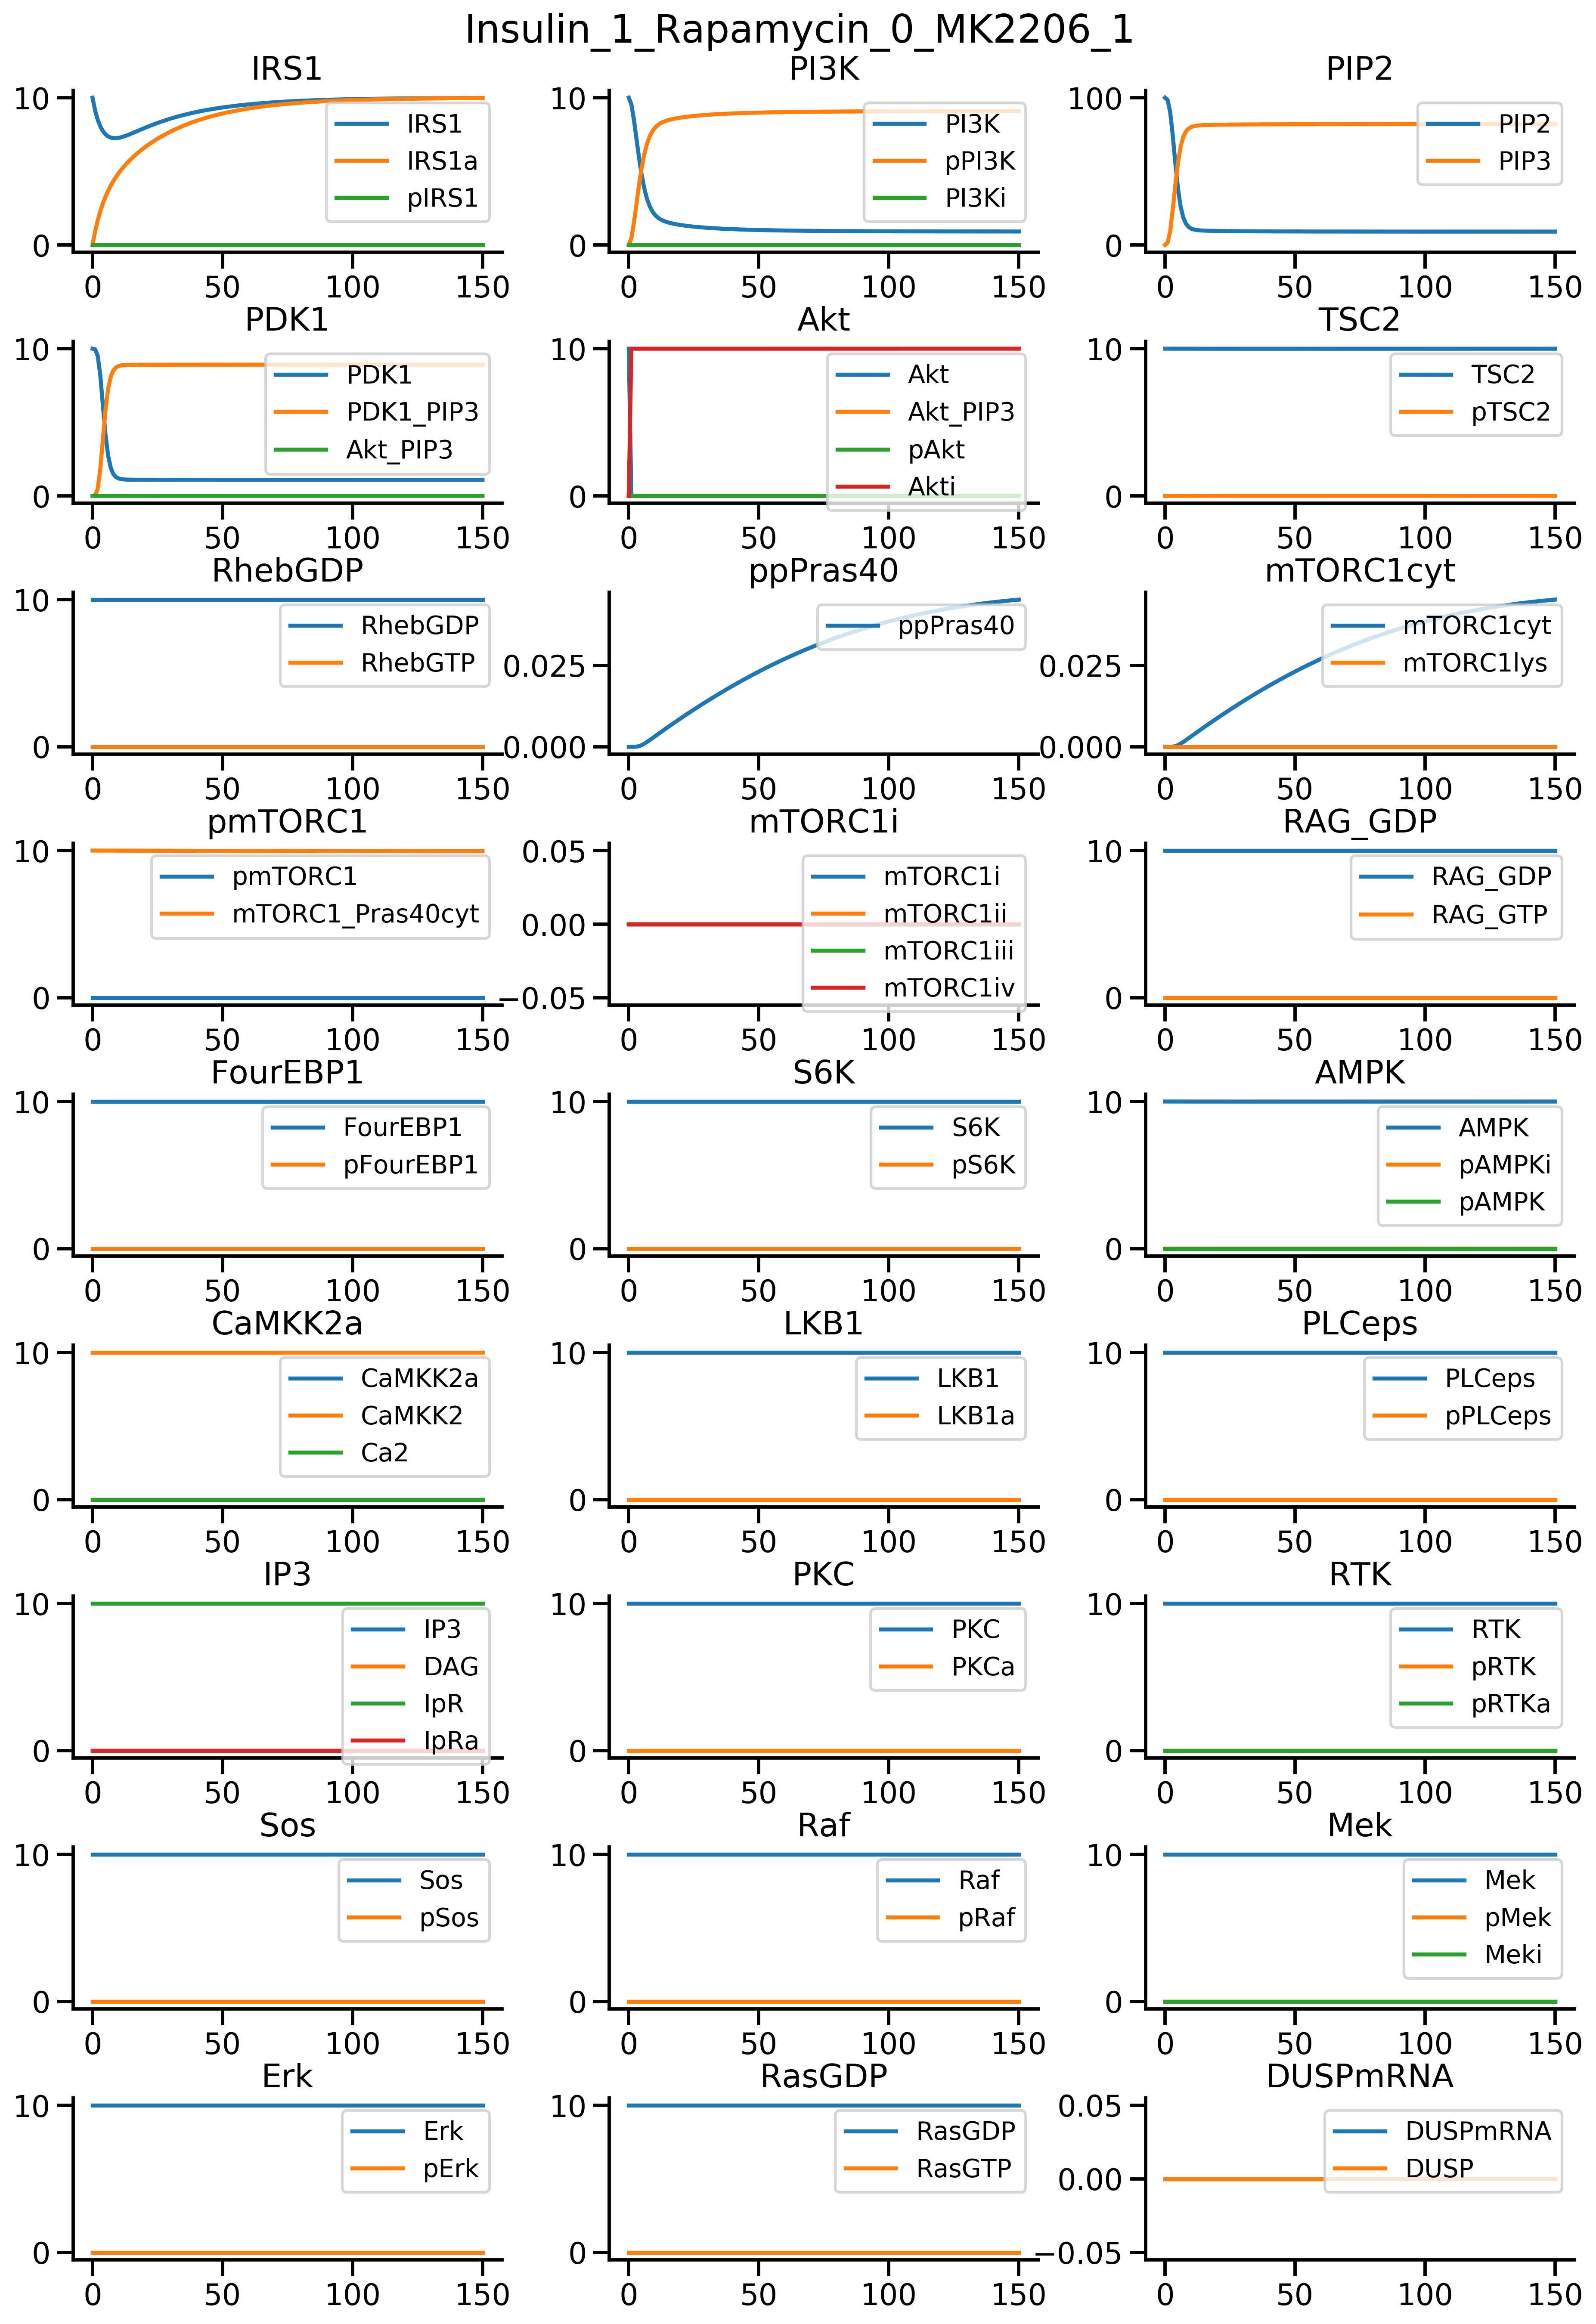 Insulin_1_Rapamycin_0_MK2206_1
IRS1
10
0
0 50 100 150
IRS1
IRS1a
pIRS1
PI3K
10
0
0 50 100 150
PI3K
pPI3K
PI3Ki
PIP2
100
0
0 50 100 150
PIP2
PIP3
PDK1
10
0
0 50 100 150
PDK1
PDK1_PIP3
Akt_PIP3
Akt
10
0
0 50 100 150
Akt
Akt_PIP3
pAkt
Akti
TSC2
10
0
0 50 100 150
TSC2
pTSC2
RhebGDP
10
0
0 50 100 150
RhebGDP
RhebGTP
ppPras40
0.025
0.000
0 50 100 150
ppPras40
mTORC1cyt
0.025
0.000
0 50 100 150
mTORC1cyt
mTORC1lys
pmTORC1
10
0
0 50 100 150
pmTORC1
mTORC1_Pras40cyt
mTORC1i
0.05
0.00
−0.05
0 50 100 150
mTORC1i
mTORC1ii
mTORC1iii
mTORC1iv
RAG_GDP
10
0
0 50 100 150
RAG_GDP
RAG_GTP
FourEBP1
10
0
0 50 100 150
FourEBP1
pFourEBP1
S6K
10
0
0 50 100 150
S6K
pS6K
AMPK
10
0
0 50 100 150
AMPK
pAMPKi
pAMPK
CaMKK2a
10
0
0 50 100 150
CaMKK2a
CaMKK2
Ca2
LKB1
10
0
0 50 100 150
LKB1
LKB1a
PLCeps
10
0
0 50 100 150
PLCeps
pPLCeps
IP3
10
0
0 50 100 150
IP3
DAG
IpR
IpRa
PKC
10
0
0 50 100 150
PKC
PKCa
RTK
10
0
0 50 100 150
RTK
pRTK
pRTKa
Sos
10
0
0 50 100 150
Sos
pSos
Raf
10
0
0 50 100 150
Raf
pRaf
Mek
10
0
0 50 100 150
Mek
pMek
Meki
Erk
10
0
0 50 100 150
Erk
pErk
RasGDP
10
0
0 50 100 150
RasGDP
RasGTP
DUSPmRNA
0.05
0.00
−0.05
0 50 100 150
DUSPmRNA
DUSP